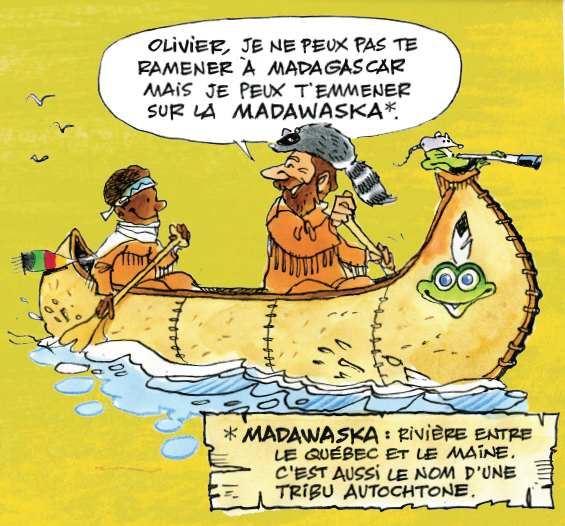 OLIVIER, JE NE PEUX PAS TE
RAMENER À MADAGASCAR
MAIS JE PEUX T'EMMENER
SUR LA MADAWASKA*.
* MADAWASKA : RIVIÈRE ENTRE
LE QUÉBEC ET LE MAINE.
C'EST AUSSI LE NOM D'UNE
TRIBU AUTOCHTONE.